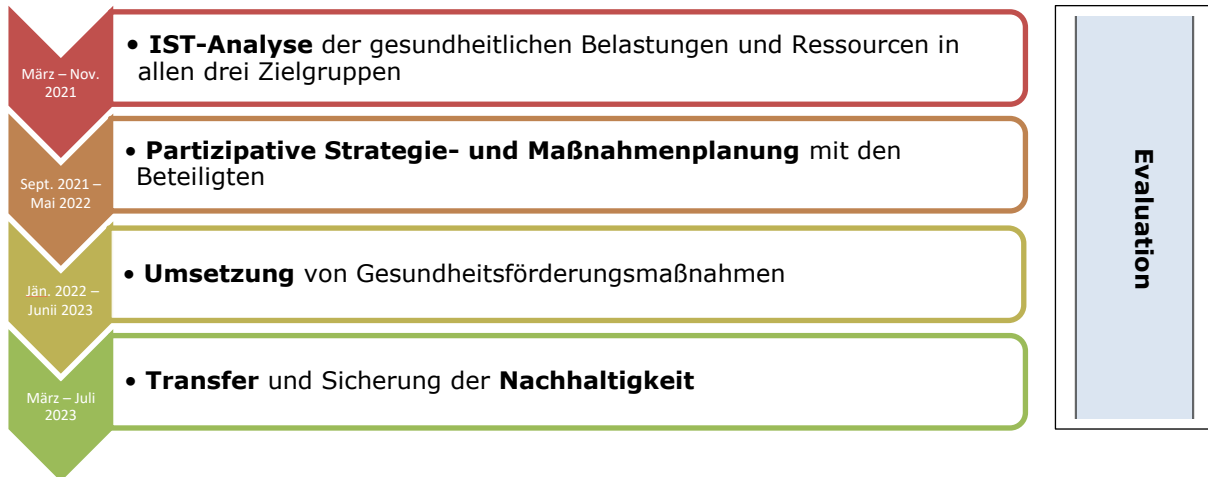 März – Nov.
2021
• IST-Analyse der gesundheitlichen Belastungen und Ressourcen in
allen drei Zielgruppen
Sept. 2021 –
Mai 2022
• Partizipative Strategie- und Maßnahmenplanung mit den
Beteiligten
Jän. 2022 –
Junii 2023
• Umsetzung von Gesundheitsförderungsmaßnahmen
März – Juli
2023
• Transfer und Sicherung der Nachhaltigkeit
Evaluation